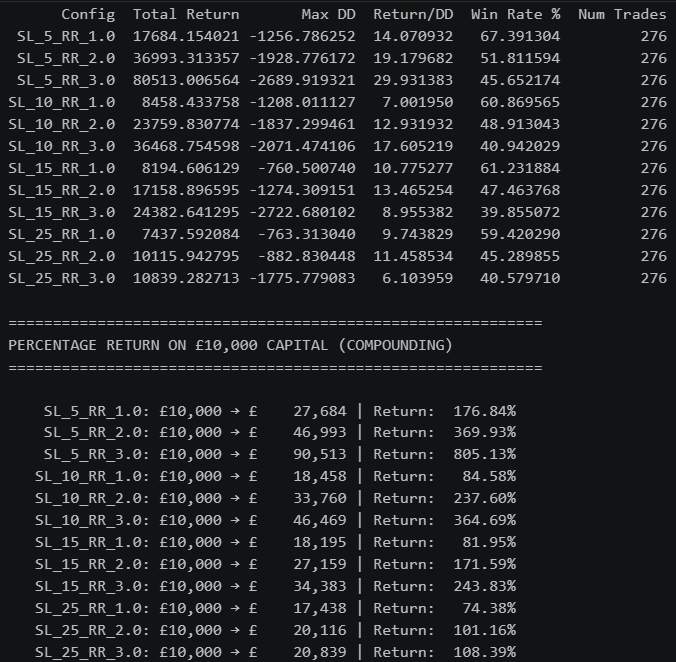 Config Total Return Max DD Return/DD Win Rate % Num Trades
SL_5_RR_1.0 17684.154021 -1256.786252 14.070932 67.391304 276
SL_5_RR_2.0 36993.313357 -1928.776172 19.179682 51.811594 276
SL_5_RR_3.0 80513.006564 -2689.919321 29.931383 45.652174 276
SL_10_RR_1.0 8458.433758 -1208.011127 7.001950 60.869565 276
SL_10_RR_2.0 23759.830774 -1837.299461 12.931932 48.913043 276
SL_10_RR_3.0 36468.754598 -2071.474106 17.605219 40.942029 276
SL_15_RR_1.0 8194.606129 -760.500740 10.775277 61.231884 276
SL_15_RR_2.0 17158.896595 -1274.309151 13.465254 47.463768 276
SL_15_RR_3.0 24382.641295 -2722.680102 8.955382 39.855072 276
SL_25_RR_1.0 7437.592084 -763.313040 9.743829 59.420290 276
SL_25_RR_2.0 10115.942795 -882.830448 11.458534 45.289855 276
SL_25_RR_3.0 10839.282713 -1775.779083 6.103959 40.579710 276
============================================================
PERCENTAGE RETURN ON £10,000 CAPITAL (COMPOUNDING)
============================================================
SL_5_RR_1.0: £10,000 → £ 27,684 | Return: 176.84%
SL_5_RR_2.0: £10,000 → £ 46,993 | Return: 369.93%
SL_5_RR_3.0: £10,000 → £ 90,513 | Return: 805.13%
SL_10_RR_1.0: £10,000 → £ 18,458 | Return: 84.58%
SL_10_RR_2.0: £10,000 → £ 33,760 | Return: 237.60%
SL_10_RR_3.0: £10,000 → £ 46,469 | Return: 364.69%
SL_15_RR_1.0: £10,000 → £ 18,195 | Return: 81.95%
SL_15_RR_2.0: £10,000 → £ 27,159 | Return: 171.59%
SL_15_RR_3.0: £10,000 → £ 34,383 | Return: 243.83%
SL_25_RR_1.0: £10,000 → £ 17,438 | Return: 74.38%
SL_25_RR_2.0: £10,000 → £ 20,116 | Return: 101.16%
SL_25_RR_3.0: £10,000 → £ 20,839 | Return: 108.39%